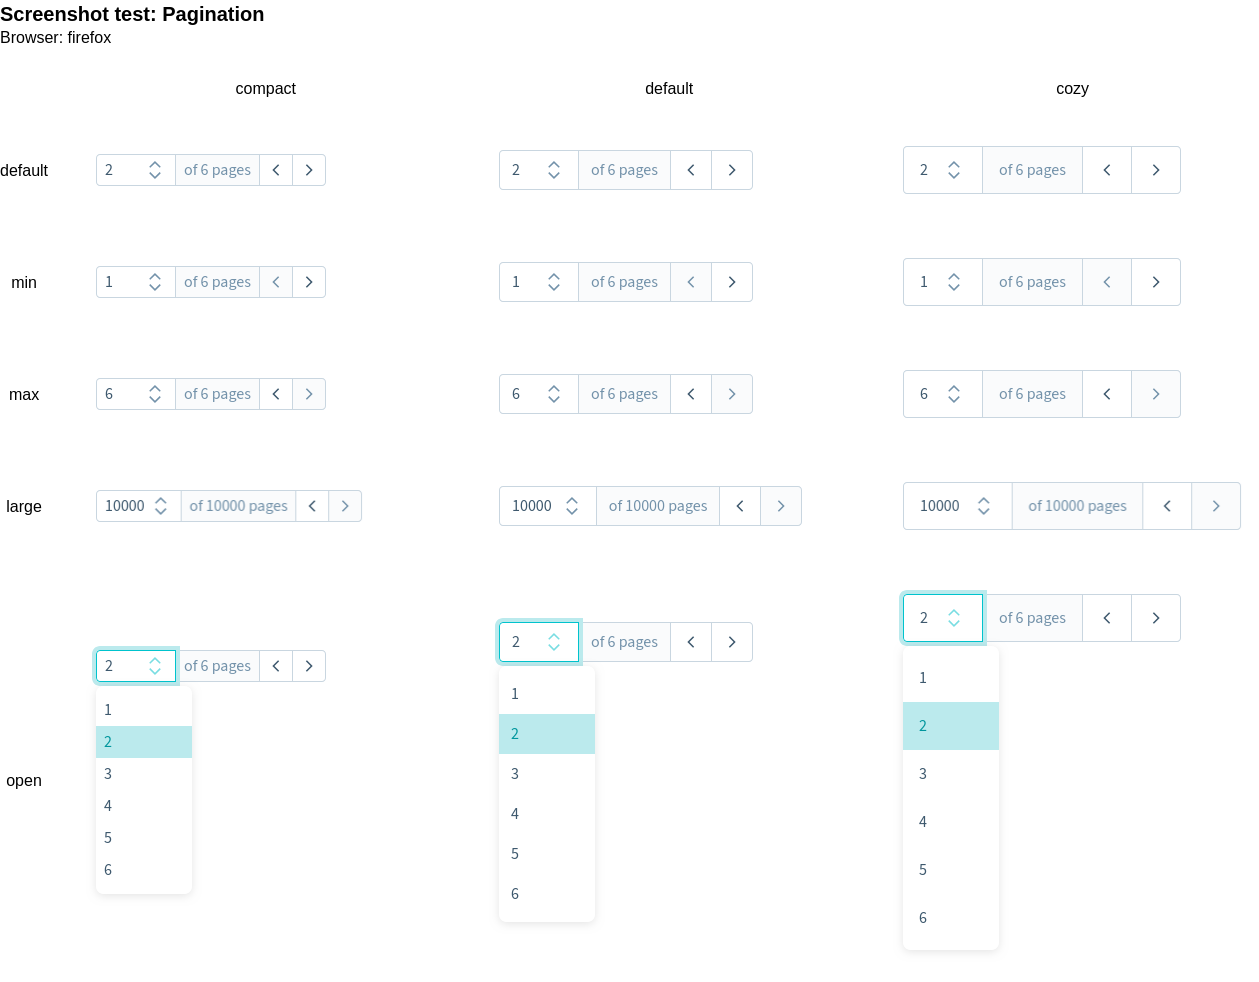 Screenshot test: Pagination
Browser: firefox
compact default cozy
default 2 of 6 pages 2 of 6 pages 2 of 6 pages
min 1 of 6 pages 1 of 6 pages 1 of 6 pages
max 6 of 6 pages 6 of 6 pages 6 of 6 pages
large 10000 of 10000 pages 10000 of 10000 pages 10000 of 10000 pages
open
2 of 6 pages
1
2
3
4
5
6
2 of 6 pages
1
2
3
4
5
6
2 of 6 pages
1
2
3
4
5
6